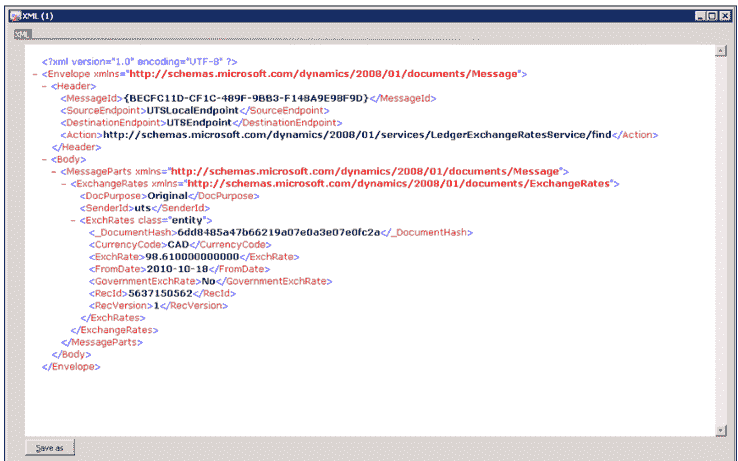 XML (1)
XML
<?xml version="1.0" encoding="UTF-8" ?>
- <Envelope xmlns="http://schemas.microsoft.com/dynamics/2008/01/documents/Message">
- <Header>
<MessageId>{BECFC11D-CF1C-489F-9BB3-F148A9E98F9D}</MessageId>
<SourceEndpoint>UTSLocalEndpoint</SourceEndpoint>
<DestinationEndpoint>UTSEndpoint</DestinationEndpoint>
<Action>http://schemas.microsoft.com/dynamics/2008/01/services/LedgerExchangeRatesService/find</Action>
</Header>
- <Body>
- <MessageParts xmlns="http://schemas.microsoft.com/dynamics/2008/01/documents/Message">
- <ExchangeRates xmlns="http://schemas.microsoft.com/dynamics/2008/01/documents/ExchangeRates">
<DocPurpose>Original</DocPurpose>
<SenderId>uts</SenderId>
- <ExchRates class="entity">
<_DocumentHash>6dd8485a47b66219a07e0a3e07e0fc2a</_DocumentHash>
<CurrencyCode>CAD</CurrencyCode>
<ExchRate>98.610000000000</ExchRate>
<FromDate>2010-10-18</FromDate>
<GovernmentExchRate>No</GovernmentExchRate>
<RecId>5637150562</RecId>
<RecVersion>1</RecVersion>
</ExchRates>
</ExchangeRates>
</MessageParts>
</Body>
</Envelope>
Save as